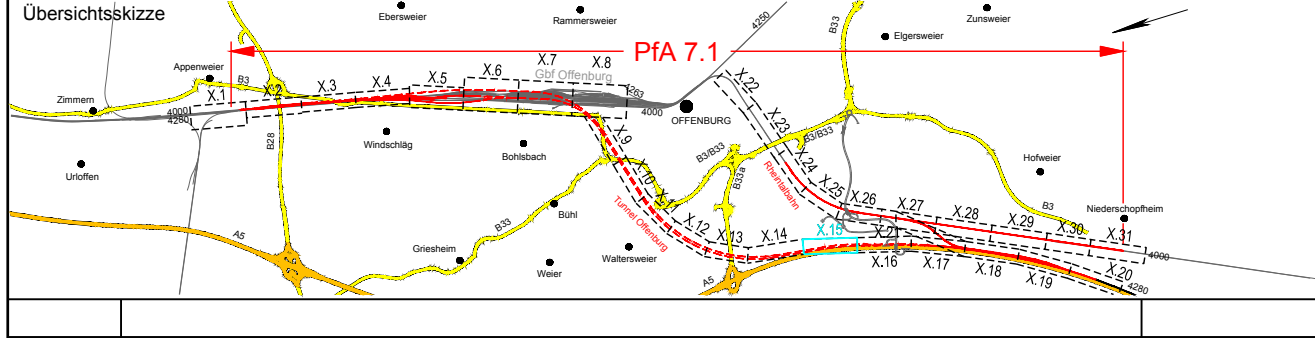 Übersichtsskizze
Ebersweier
Rammersweier
4250
B33
Zunsweier
Elgersweier
PfA 7.1
Appenweier
B3
Zimmern
4000
4280
X.1
X.2
X.3
X.4
X.5
X.6
X.7
X.8
Gbf Offenburg
4263
4000
OFFENBURG
X.22
X.23
X.24
X.25
B3/B33
B3/B33
B33a
Rheintalbahn
Urloffen
B28
Windschläg
Bohlsbach
X.9
X.10
X.11
X.12
X.13
X.14
X.15
Tunnel Offenburg
Bühl
B33
Griesheim
Weier
Waltersweier
A5
A5
X.26
X.27
X.28
X.29
X.30
X.31
X.21
X.16
X.17
X.18
X.19
X.20
Hofweier
B3
Niederschopfheim
4000
4280